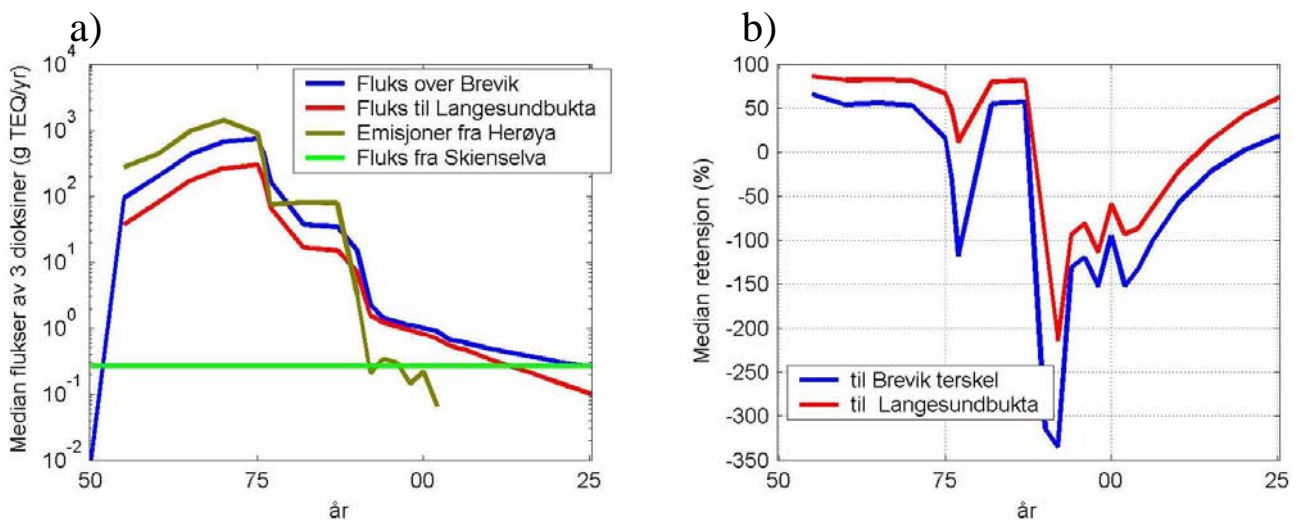 a)
Median flukser av 3 dioksiner (g TEQ/yr)
10^4
10^3
10^2
10^1
10^0
10^-1
10^-2
50
75
00
25
år
Fluks over Brevik
Fluks til Langesundbukta
Emisjoner fra Herøya
Fluks fra Skienselva
b)
Median retensjon (%)
100
50
0
-50
-100
-150
-200
-250
-300
-350
50
75
00
25
år
til Brevik terskel
til Langesundbukta